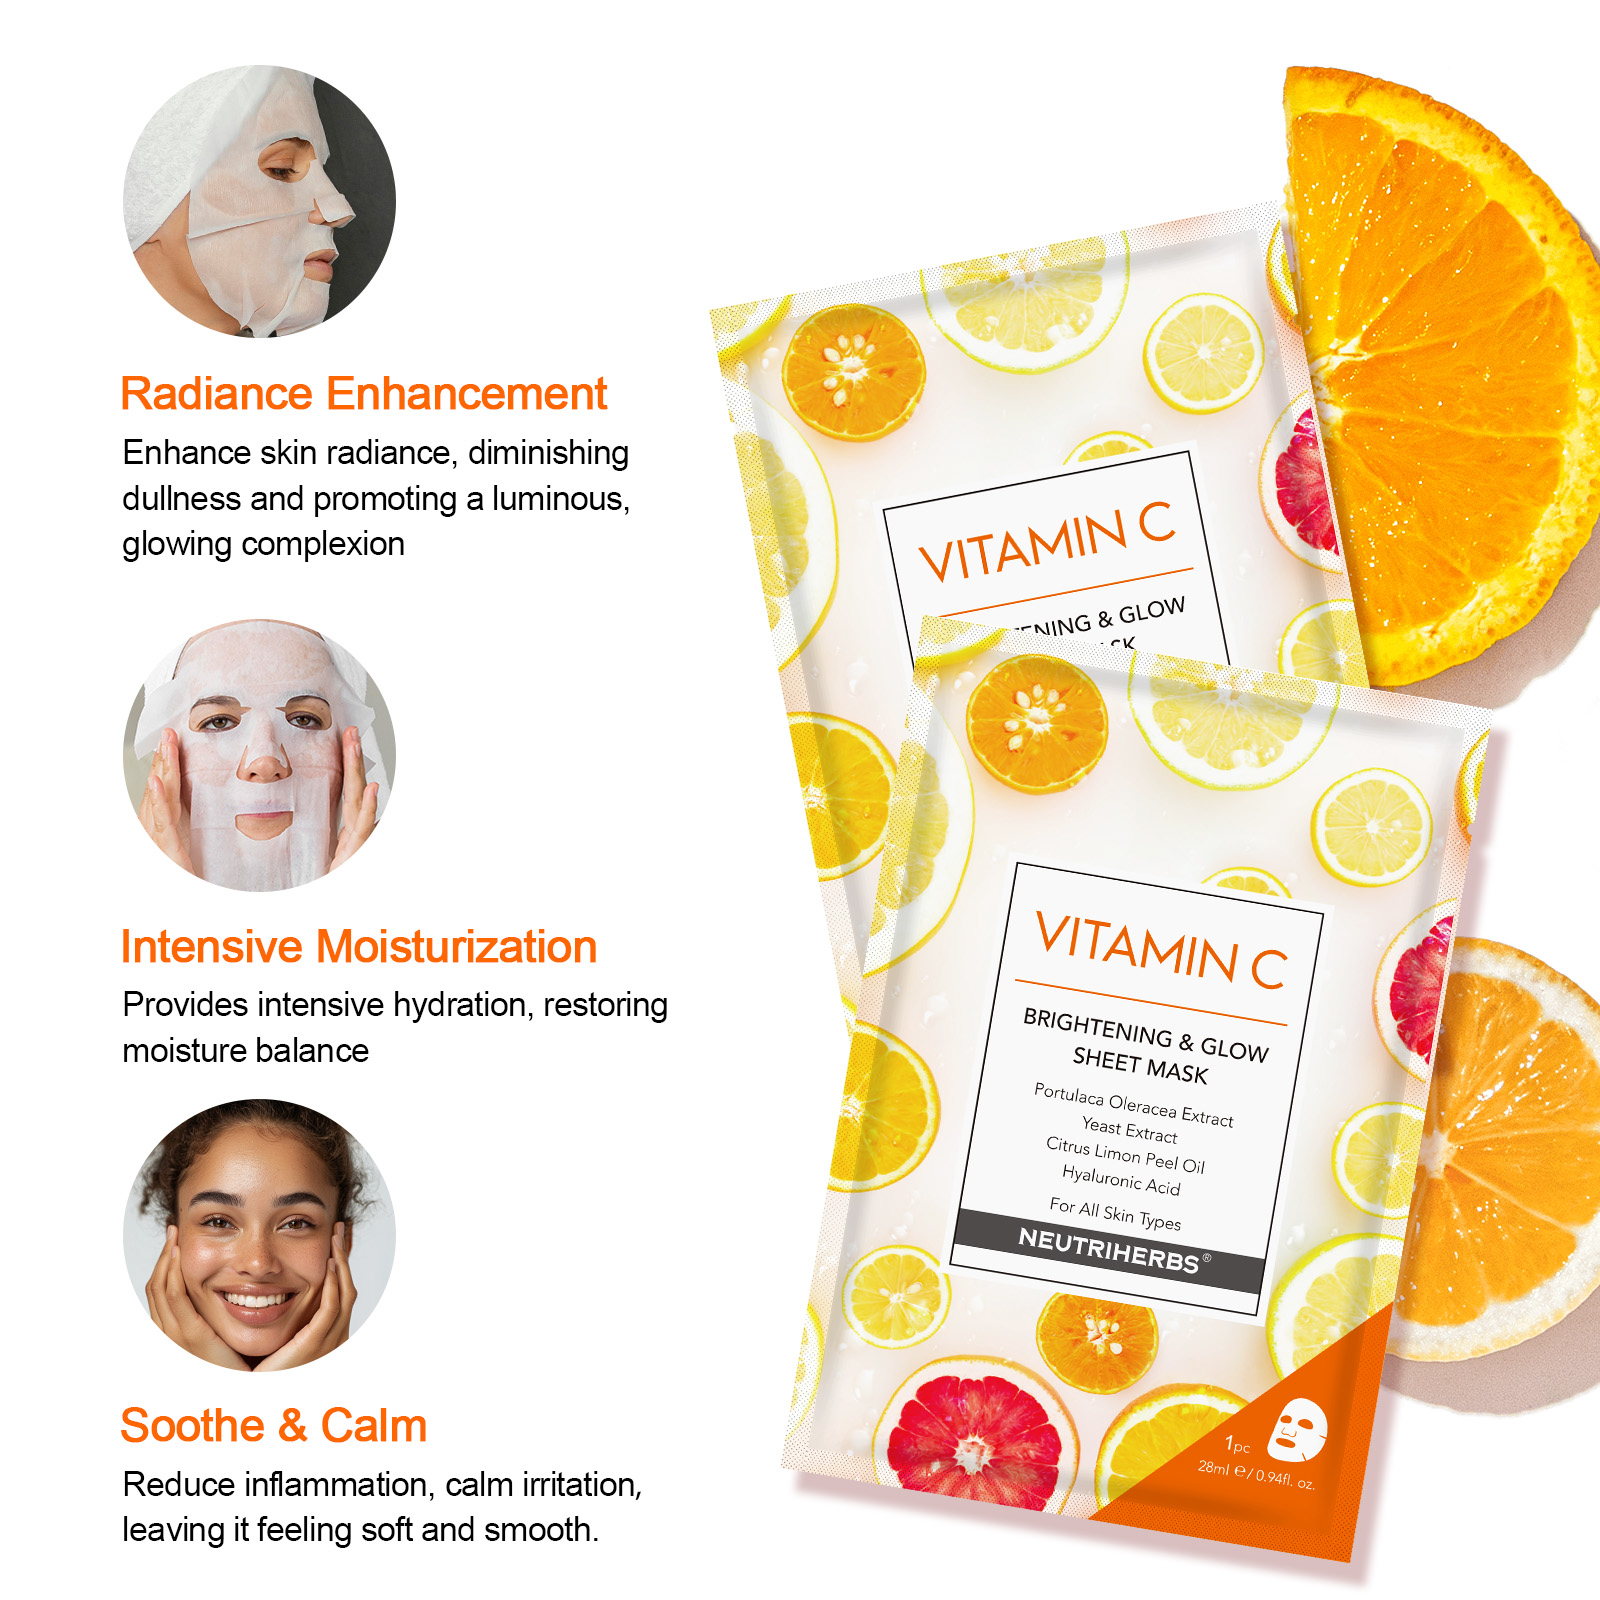 Radiance Enhancement
Enhance skin radiance, diminishing
dullness and promoting a luminous,
glowing complexion
Intensive Moisturization
Provides intensive hydration, restoring
moisture balance
Soothe & Calm
Reduce inflammation, calm irritation,
leaving it feeling soft and smooth.
VITAMIN C
& GLOW
VITAMIN C
BRIGHTENING & GLOW
SHEET MASK
Portulaca Oleracea Extract
Yeast Extract
Citrus Limon Peel Oil
Hyaluronic Acid
For All Skin Types
NEUTRIHERBS®
1pc
28ml ℮/0.94fl. oz.